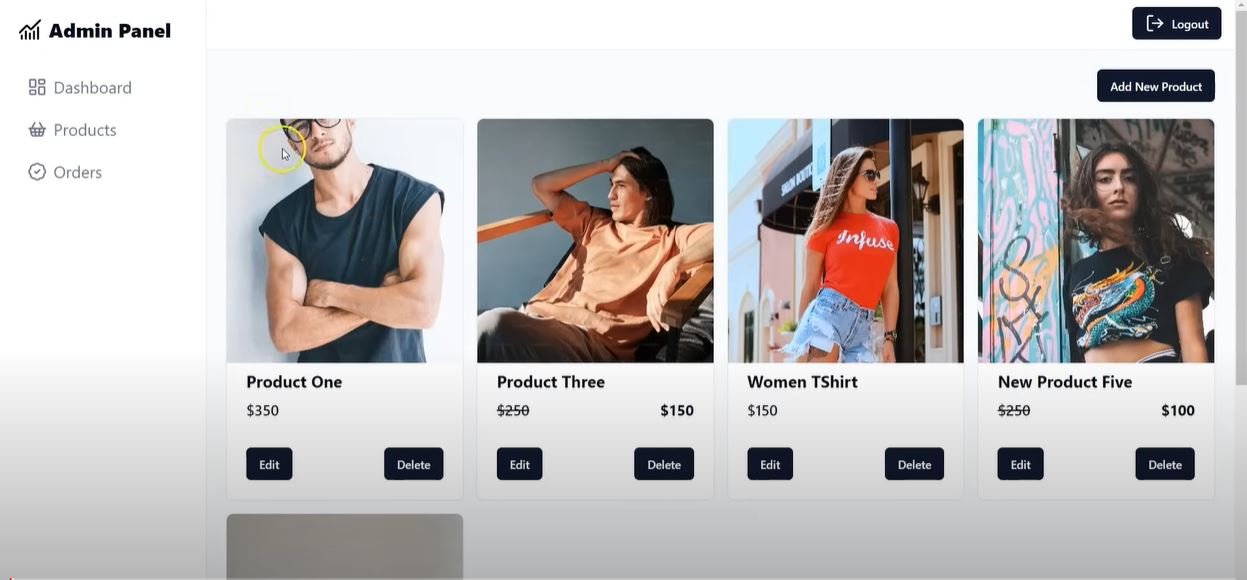 Admin Panel
Logout
Dashboard
Products
Orders
Add New Product
Infuse
Product One
$350
Edit
Delete
Product Three
$250
$150
Edit
Delete
Women TShirt
$150
Edit
Delete
New Product Five
$250
$100
Edit
Delete